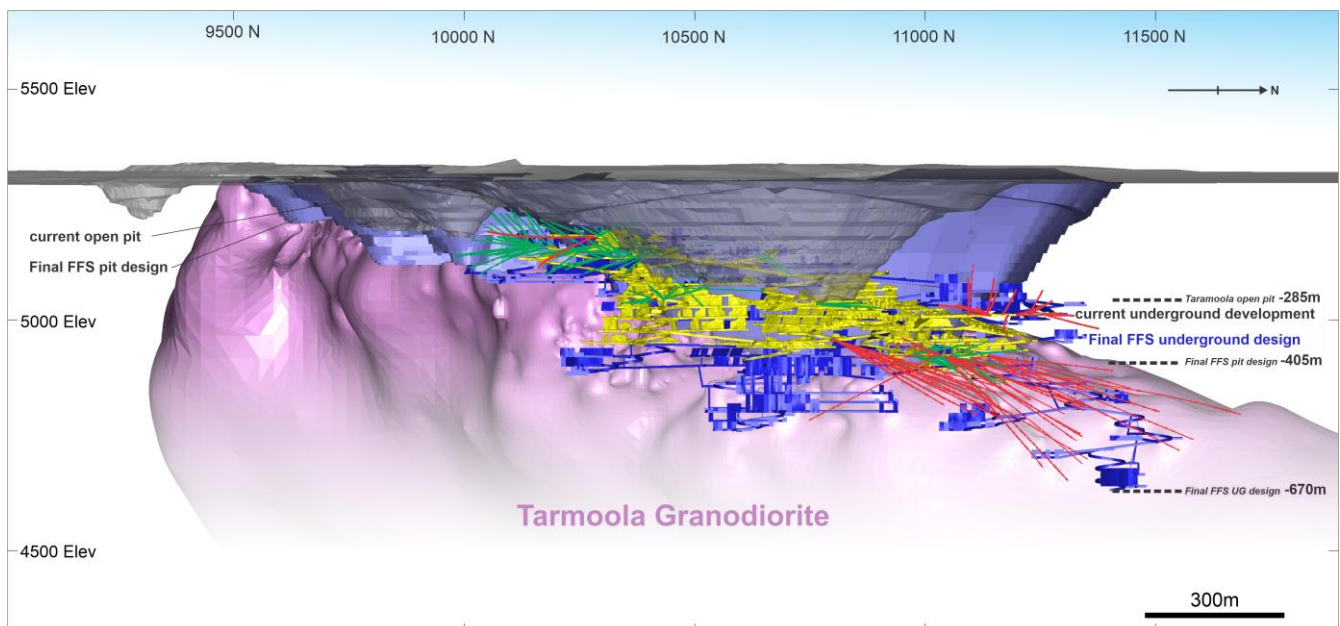 9500 N
10000 N
10500 N
11000 N
11500 N
5500 Elev
N
current open pit
Final FFS pit design
Taramoola open pit -285m
current underground development
5000 Elev
Final FFS underground design
Final FFS pit design -405m
Final FFS UG design -670m
Tarmoola Granodiorite
4500 Elev
300m